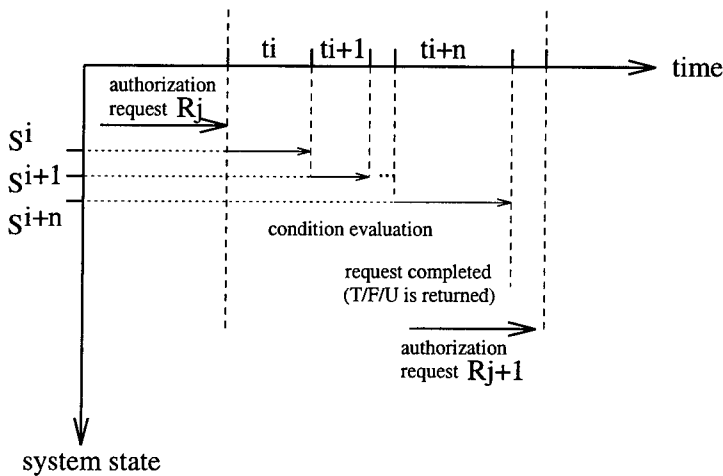 ti ti+1 ti+n
time
authorization
request Rj
Si
Si+1
...
Si+n
condition evaluation
request completed
(T/F/U is returned)
authorization
request Rj+1
system state